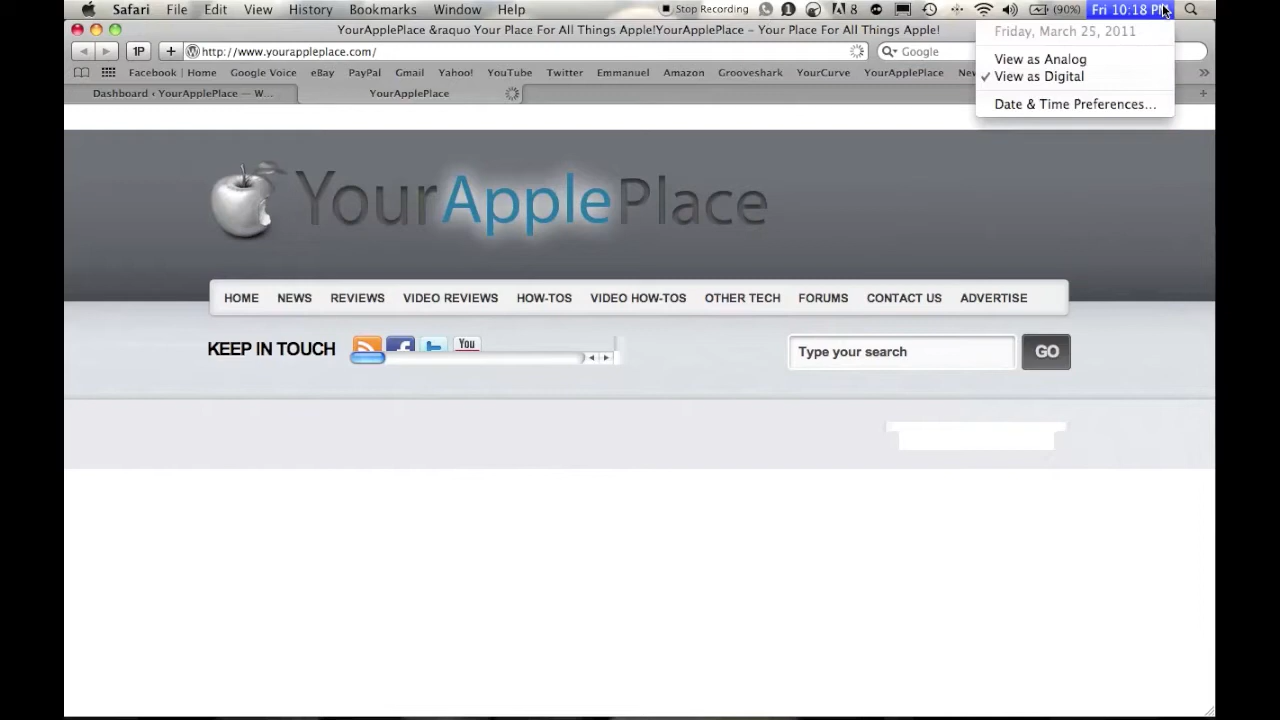 Safari File Edit View History Bookmarks Window Help Stop Recording 8 (90%) Fri 10:18 PM
YourApplePlace &raquo Your Place For All Things Apple!YourApplePlace – Your Place For All Things Apple!
1P + http://www.yourappleplace.com/ Google
Facebook | Home Google Voice eBay PayPal Gmail Yahoo! YouTube Twitter Emmanuel Amazon Grooveshark YourCurve YourApplePlace
Dashboard ‹ YourApplePlace — W... YourApplePlace
Friday, March 25, 2011
View as Analog
✓ View as Digital
Date & Time Preferences...
YourApplePlace
HOME NEWS REVIEWS VIDEO REVIEWS HOW-TOS VIDEO HOW-TOS OTHER TECH FORUMS CONTACT US ADVERTISE
KEEP IN TOUCH You Type your search GO